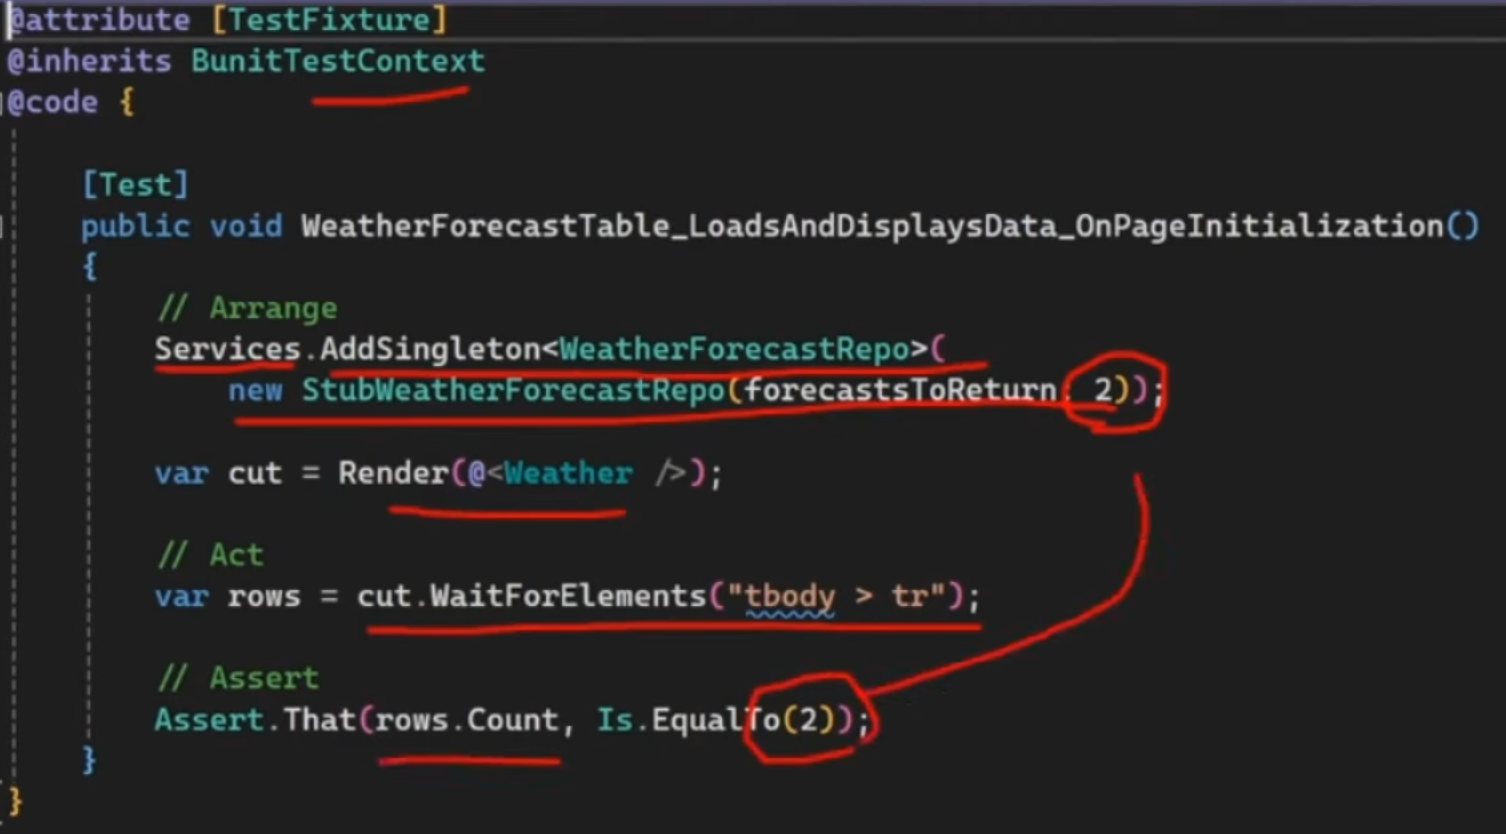 @attribute [TestFixture]
@inherits BunitTestContext
@code {
[Test]
public void WeatherForecastTable_LoadsAndDisplaysData_OnPageInitialization()
{
// Arrange
Services.AddSingleton<WeatherForecastRepo>(
new StubWeatherForecastRepo(forecastsToReturn: 2));
var cut = Render(@<Weather />);
// Act
var rows = cut.WaitForElements("tbody > tr");
// Assert
Assert.That(rows.Count, Is.EqualTo(2));
}
}